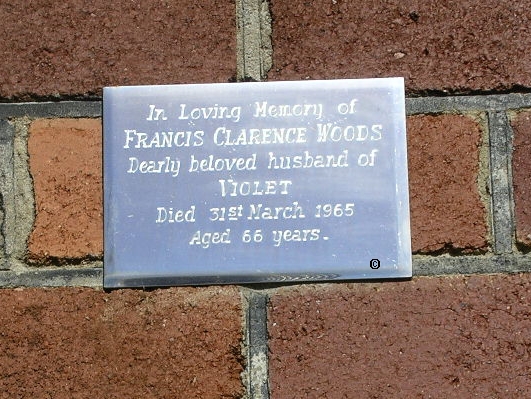 In Loving Memory of
FRANCIS CLARENCE WOODS
Dearly beloved husband of
VIOLET
Died 31st March 1965
Aged 66 years.
©